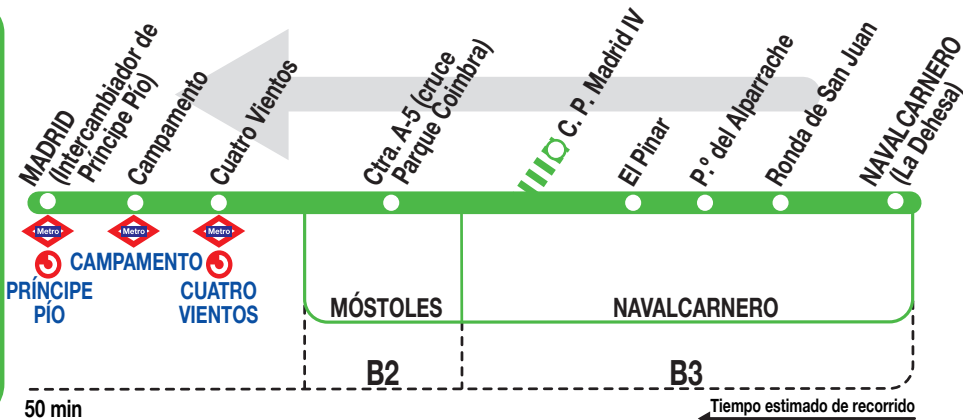 MADRID
(Intercambiador de
Príncipe Pío)
Campamento
Cuatro Vientos
Ctra. A-5 (cruce
Parque Coimbra)
C. P. Madrid IV
El Pinar
P.º del Alparrache
Ronda de San Juan
NAVALCARNERO
(La Dehesa)
Metro
Metro
Metro
PRÍNCIPE
PÍO
CAMPAMENTO
CUATRO
VIENTOS
MÓSTOLES
NAVALCARNERO
B2
B3
50 min
Tiempo estimado de recorrido